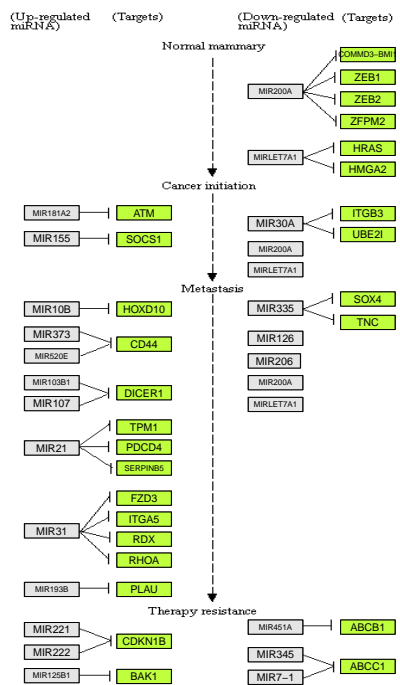 (Up-regulated miRNA)
(Targets)
(Down-regulated miRNA)
(Targets)
Normal mammary
MIR200A
COMMD3-BMI1
ZEB1
ZEB2
ZFPM2
MIRLET7A1
HRAS
HMGA2
Cancer initiation
MIR181A2
ATM
MIR155
SOCS1
MIR30A
ITGB3
UBE2I
MIR200A
MIRLET7A1
Metastasis
MIR10B
HOXD10
MIR373
MIR520E
CD44
MIR103B1
MIR107
DICER1
MIR21
TPM1
PDCD4
SERPINB5
MIR31
FZD3
ITGA5
RDX
RHOA
MIR193B
PLAU
MIR335
SOX4
TNC
MIR126
MIR206
MIR200A
MIRLET7A1
Therapy resistance
MIR221
MIR222
CDKN1B
MIR125B1
BAK1
MIR451A
ABCB1
MIR345
MIR7-1
ABCC1